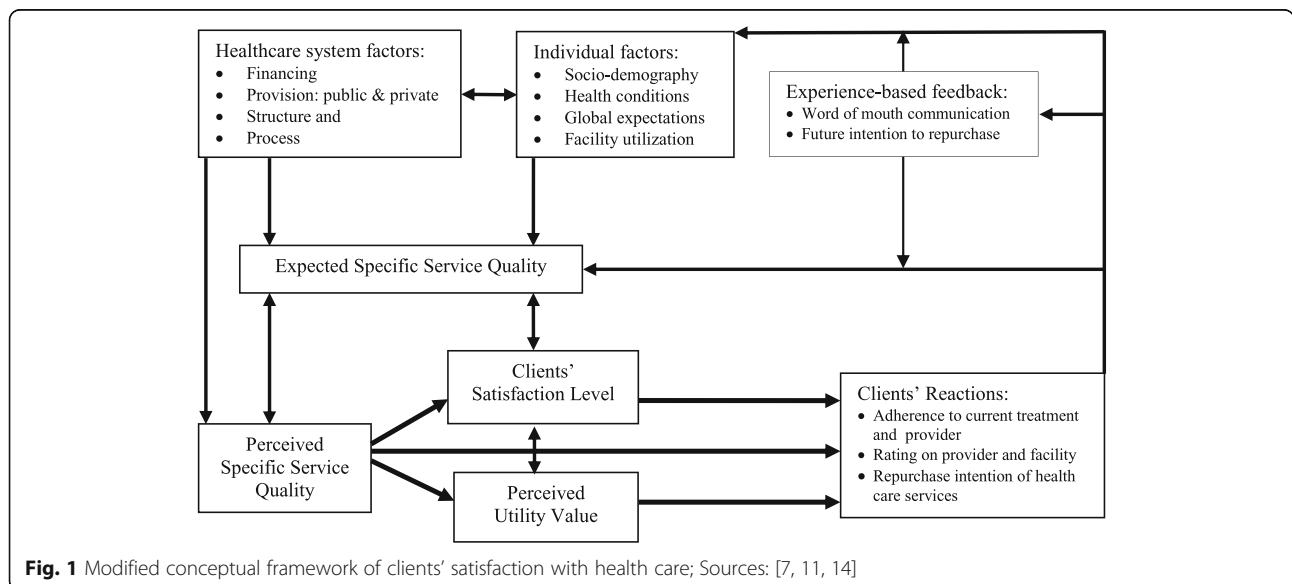 Healthcare system factors:
• Financing
• Provision: public & private
• Structure and
• Process
Individual factors:
• Socio-demography
• Health conditions
• Global expectations
• Facility utilization
Experience-based feedback:
• Word of mouth communication
• Future intention to repurchase
Expected Specific Service Quality
Clients’
Satisfaction Level
Perceived
Specific Service
Quality
Perceived
Utility Value
Clients’ Reactions:
• Adherence to current treatment
and provider
• Rating on provider and facility
• Repurchase intention of health
care services
Fig. 1 Modified conceptual framework of clients’ satisfaction with health care; Sources: [7, 11, 14]